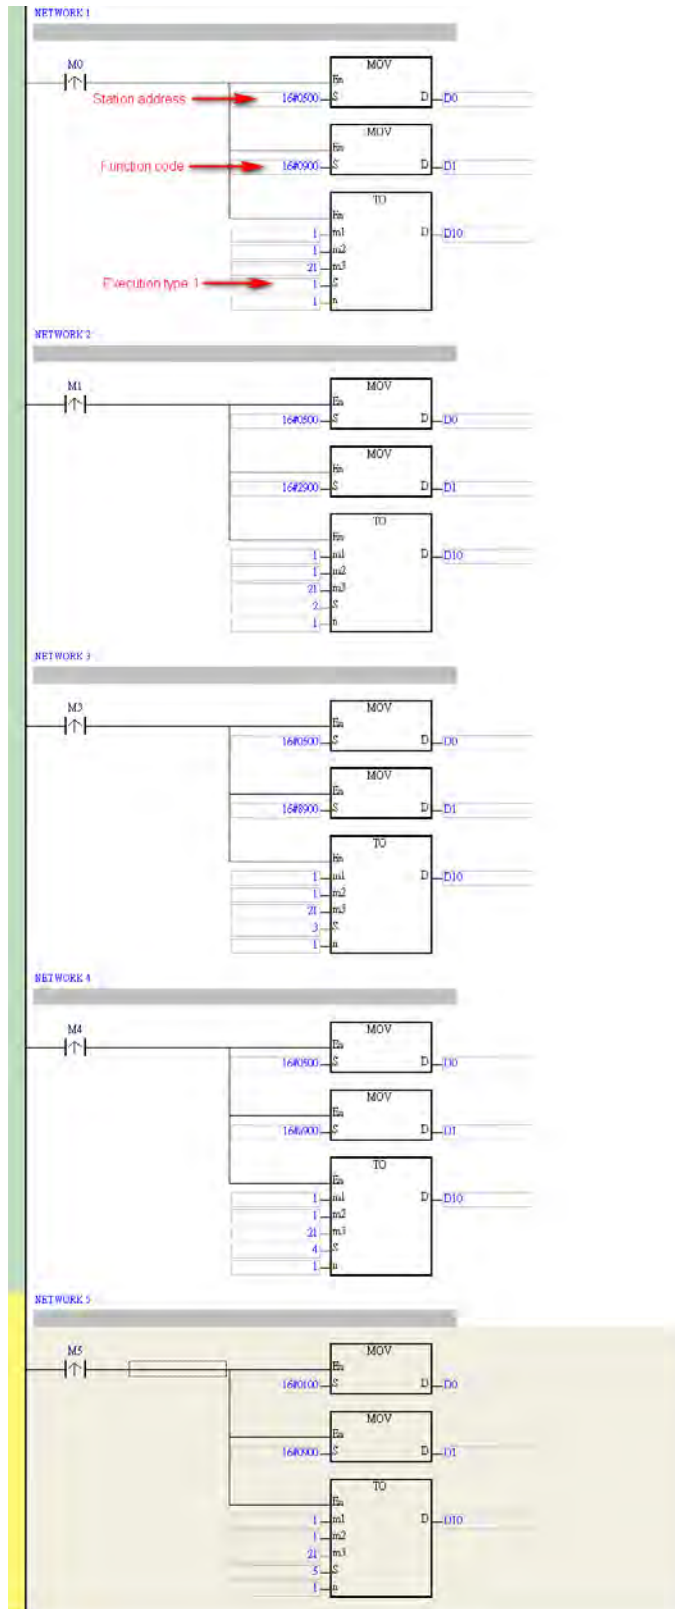 NETWORK 1
M0
MOV
En
Station address
16#0500
S
D
D0
MOV
En
Function code
16#0900
S
D
D1
TO
En
1
m1
D
D10
1
m2
21
m3
Execution type 1
1
S
1
n
NETWORK 2
M1
MOV
En
16#0500
S
D
D0
MOV
En
16#2900
S
D
D1
TO
En
1
m1
D
D10
1
m2
21
m3
2
S
1
n
NETWORK 3
M3
MOV
En
16#0500
S
D
D0
MOV
En
16#8900
S
D
D1
TO
En
1
m1
D
D10
1
m2
21
m3
3
S
1
n
NETWORK 4
M4
MOV
En
16#0500
S
D
D0
MOV
En
S
D
D1
TO
En
1
m1
D
D10
1
m2
21
m3
4
S
1
n
NETWORK 5
M5
MOV
En
16#0100
S
D
D0
MOV
En
16#0900
S
D
D1
TO
En
1
m1
D
D10
1
m2
21
m3
5
S
1
n